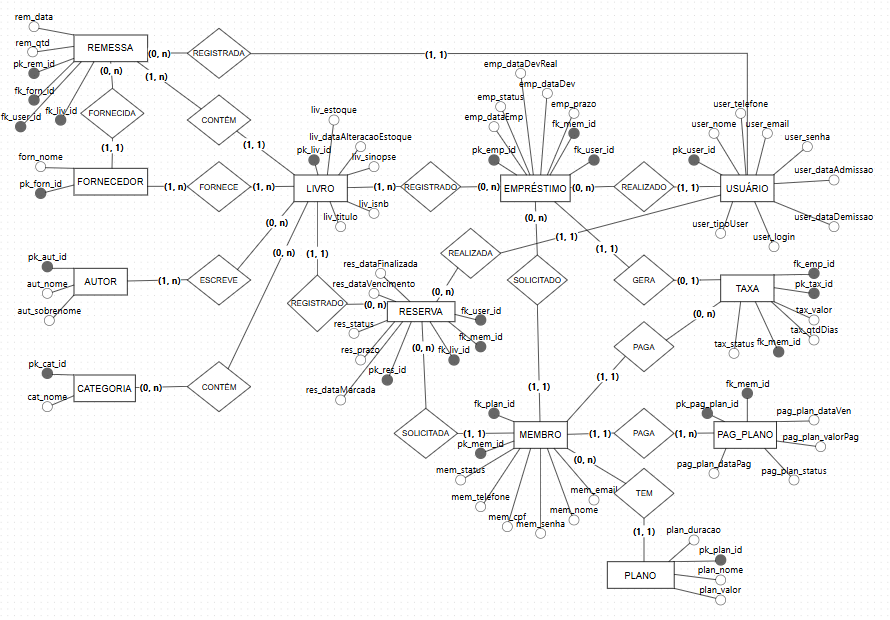 rem_data
rem_qtd
pk_rem_id
fk_forn_id
fk_user_id
fk_liv_id
REMESSA
(0, n)
REGISTRADA
(1, 1)
(0, n)
(1, n)
FORNECIDA
(1, 1)
CONTÉM
(1, 1)
forn_nome
pk_forn_id
FORNECEDOR
(1, n)
FORNECE
(1, n)
liv_estoque
liv_dataAlteracaoEstoque
pk_liv_id
liv_sinopse
LIVRO
liv_isnb
liv_titulo
(1, n)
REGISTRADO
(0, n)
emp_dataDevReal
emp_dataDev
emp_status
emp_prazo
emp_dataEmp
fk_mem_id
pk_emp_id
fk_user_id
EMPRÉSTIMO
(0, n)
REALIZADO
(1, 1)
user_telefone
user_nome
user_email
user_senha
pk_user_id
user_dataAdmissao
USUÁRIO
user_dataDemissao
user_tipoUser
user_login
(0, n)
(0, n)
(1, 1)
(0, n)
(1, 1)
(1, 1)
pk_aut_id
aut_nome
aut_sobrenome
AUTOR
(1, n)
ESCREVE
REGISTRADO
(0, n)
REALIZADA
(0, n)
res_dataFinalizada
res_dataVencimento
RESERVA
res_status
res_prazo
pk_res_id
res_dataMarcada
fk_user_id
fk_mem_id
fk_liv_id
(0, n)
SOLICITADO
(1, 1)
GERA
(0, 1)
TAXA
fk_emp_id
pk_tax_id
tax_valor
tax_qtdDias
tax_status
fk_mem_id
(0, n)
PAGA
(1, 1)
pk_cat_id
cat_nome
CATEGORIA
(0, n)
CONTÉM
SOLICITADA
(1, 1)
fk_plan_id
MEMBRO
pk_mem_id
mem_status
mem_telefone
mem_cpf
mem_senha
mem_nome
mem_email
(1, 1)
PAGA
(1, n)
fk_mem_id
pk_pag_plan_id
PAG_PLANO
pag_plan_dataVen
pag_plan_valorPag
pag_plan_status
pag_plan_dataPag
(0, n)
TEM
(1, 1)
plan_duracao
pk_plan_id
plan_nome
plan_valor
PLANO